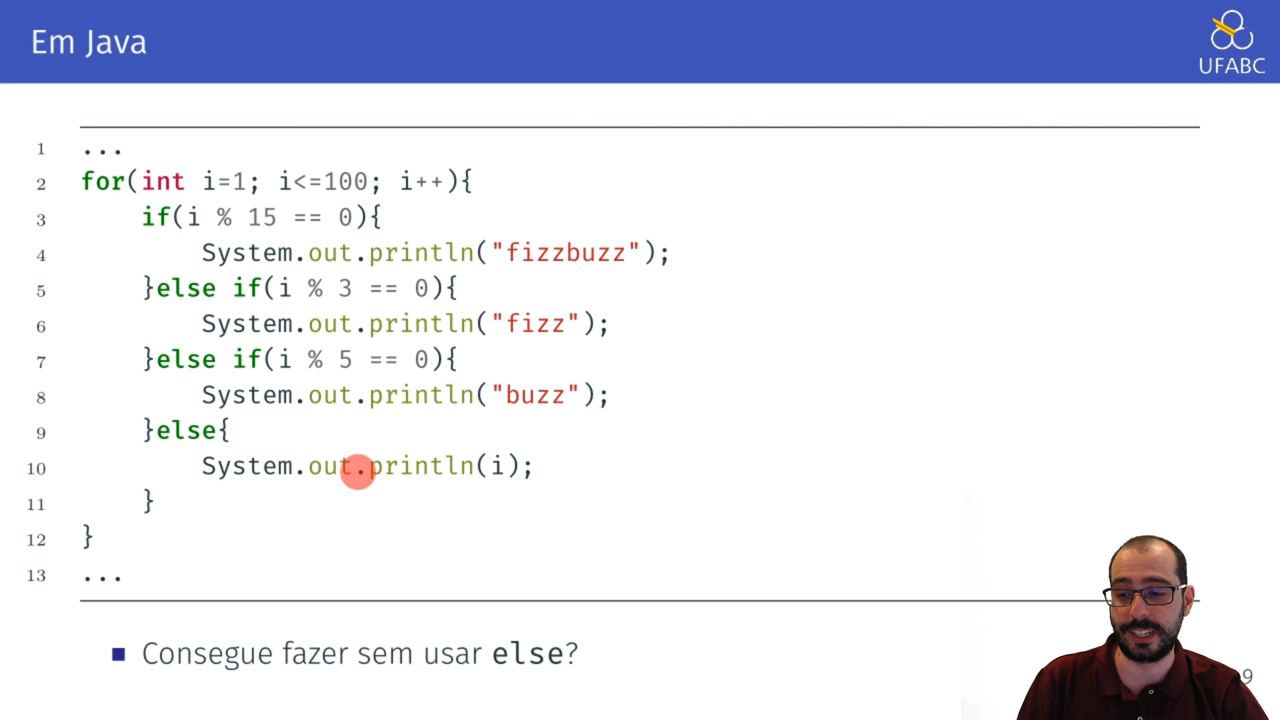 Em Java
UFABC
1 ...
2 for(int i=1; i<=100; i++){
3 if(i % 15 == 0){
4 System.out.println("fizzbuzz");
5 }else if(i % 3 == 0){
6 System.out.println("fizz");
7 }else if(i % 5 == 0){
8 System.out.println("buzz");
9 }else{
10 System.out.println(i);
11 }
12 }
13 ...
Consegue fazer sem usar else?
9